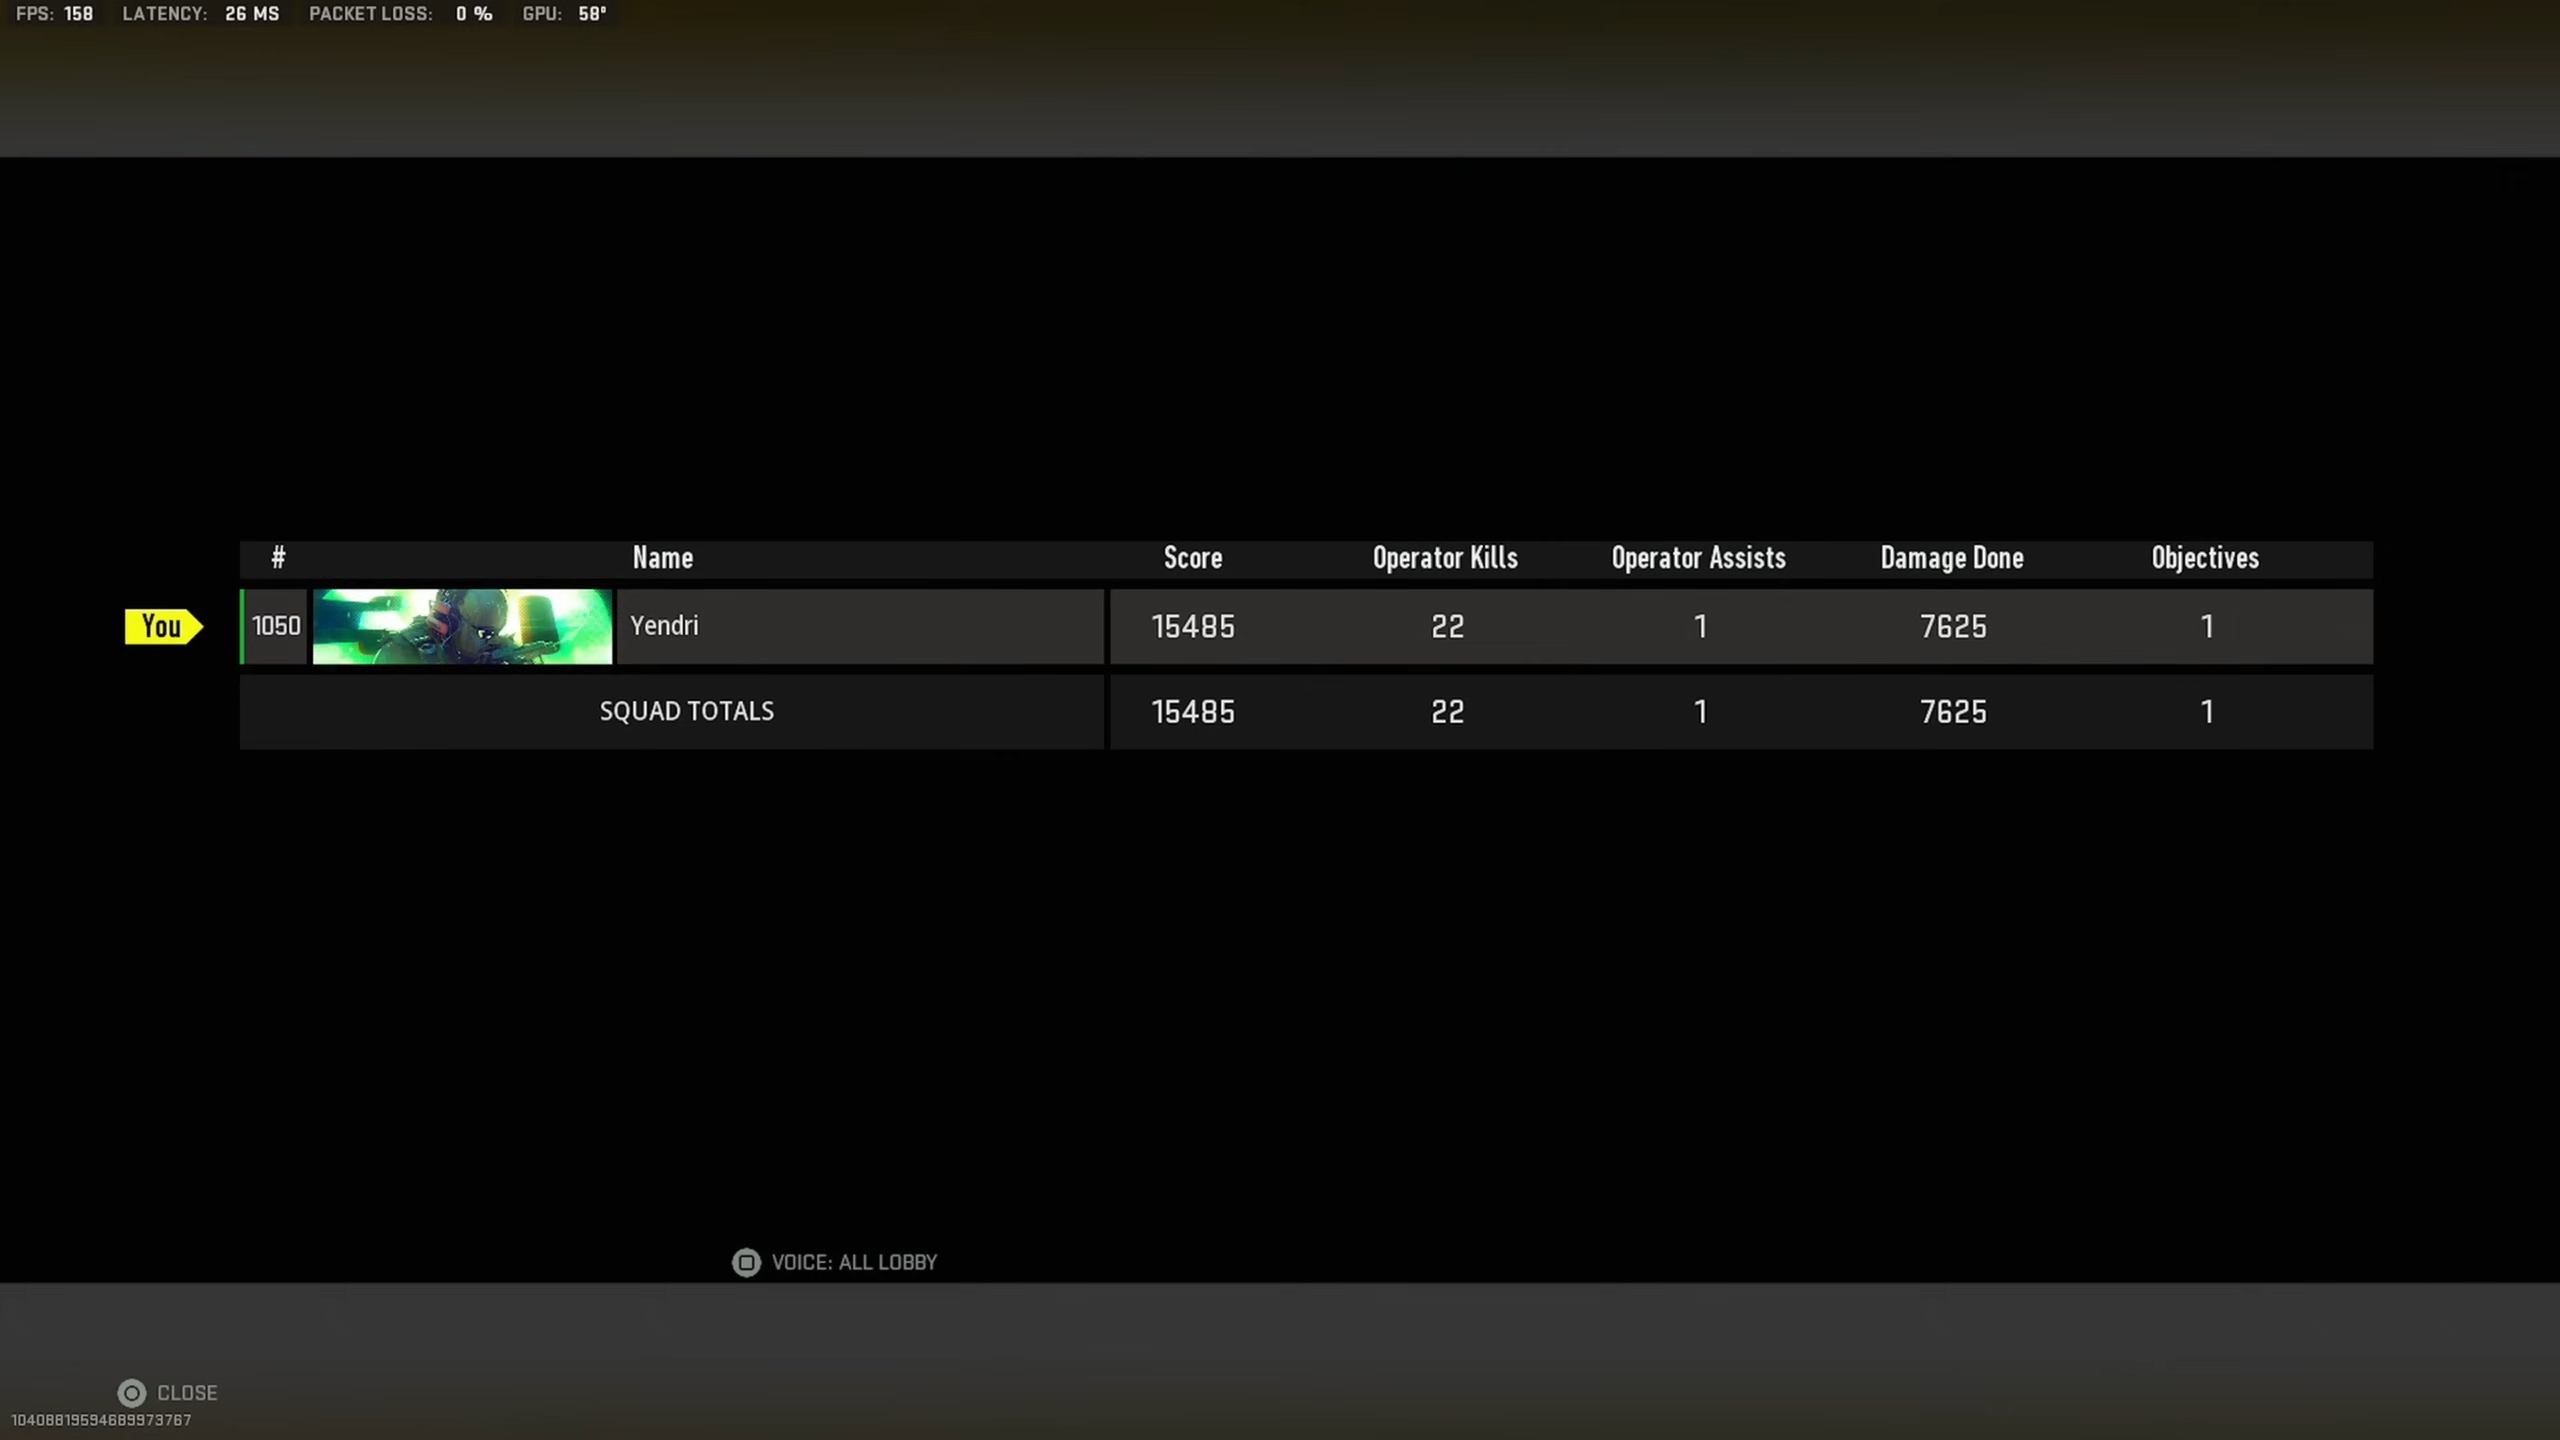 FPS: 158 LATENCY: 26 MS PACKET LOSS: 0 % GPU: 58°
# Name Score Operator Kills Operator Assists Damage Done Objectives
You 1050 Yendri 15485 22 1 7625 1
SQUAD TOTALS 15485 22 1 7625 1
VOICE: ALL LOBBY
CLOSE
10408819594689973767